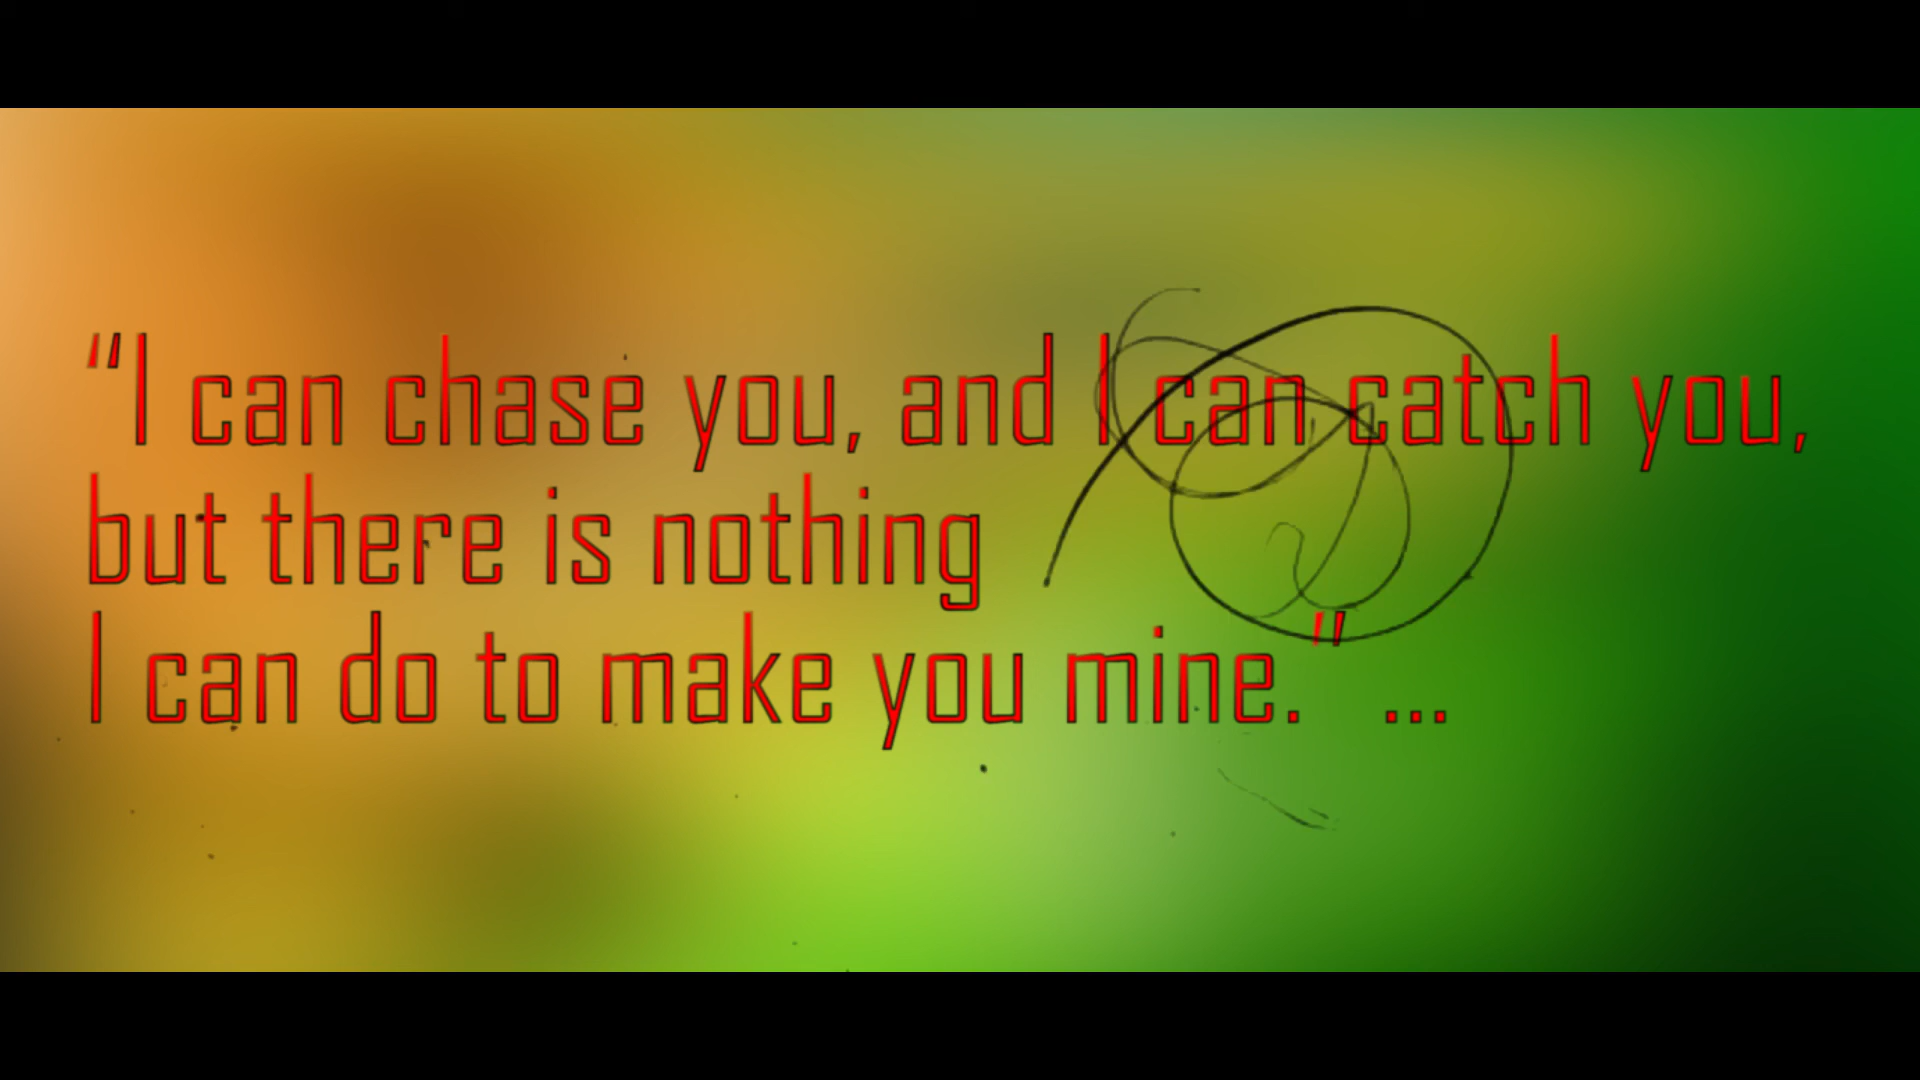 “I can chase you, and I can catch you,
but there is nothing
I can do to make you mine.” ...